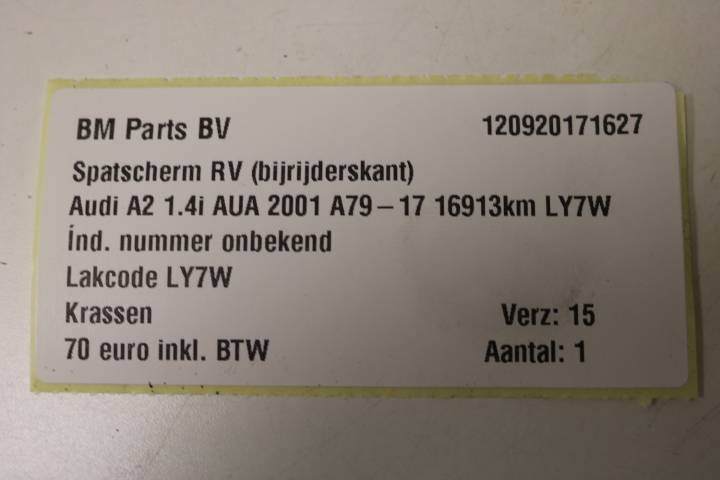 BM Parts BV 120920171627
Spatscherm RV (bijrijderskant)
Audi A2 1.4i AUA 2001 A79-17 16913km LY7W
İnd. nummer onbekend
Lakcode LY7W
Krassen Verz: 15
70 euro inkl. BTW Aantal: 1